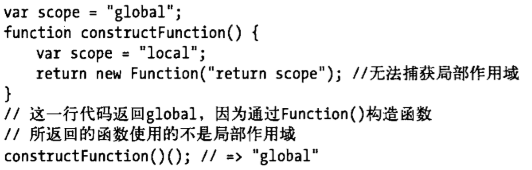 var scope = "global";
function constructFunction() {
    var scope = "local";
    return new Function("return scope"); //无法捕获局部作用域
}
// 这一行代码返回global，因为通过Function()构造函数
// 所返回的函数使用的不是局部作用域
constructFunction()(); // => "global"